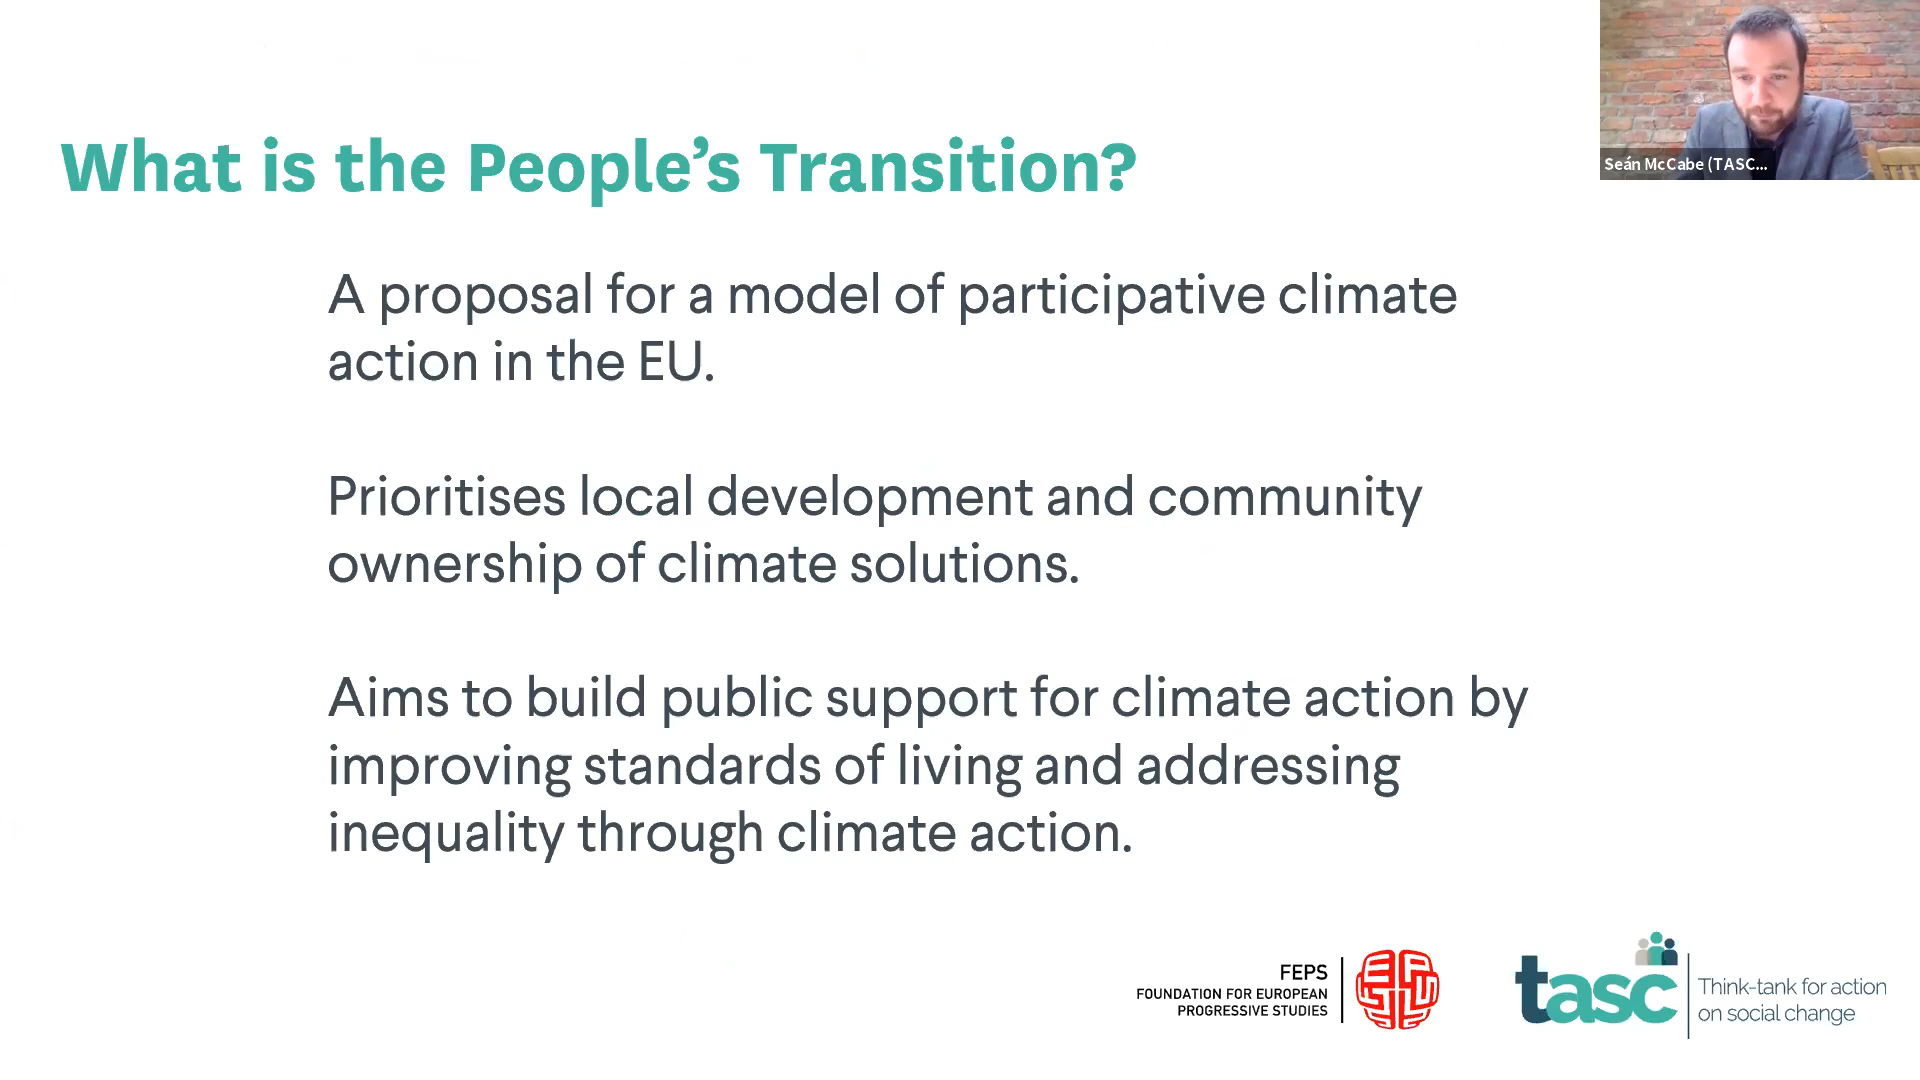 What is the People’s Transition?
Seán McCabe (TASC...
A proposal for a model of participative climate
action in the EU.
Prioritises local development and community
ownership of climate solutions.
Aims to build public support for climate action by
improving standards of living and addressing
inequality through climate action.
FEPS
FOUNDATION FOR EUROPEAN
PROGRESSIVE STUDIES
tasc
Think-tank for action
on social change